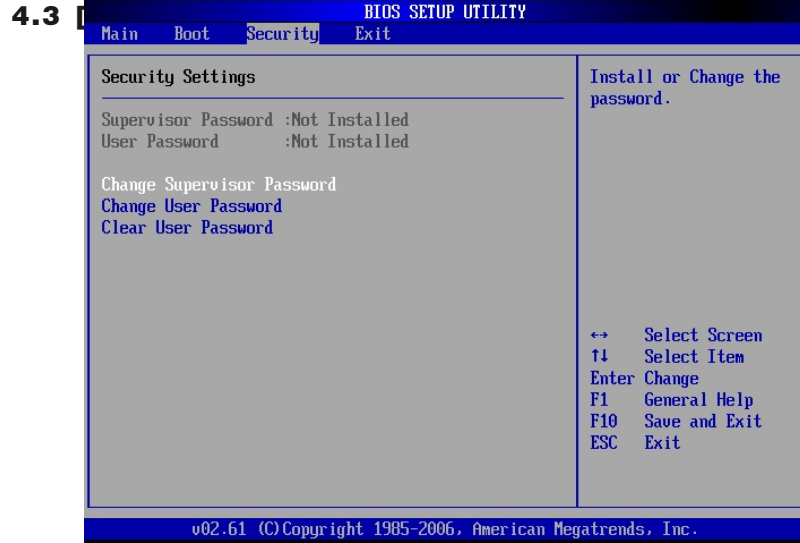 4.3
BIOS SETUP UTILITY
Main Boot Security Exit
Security Settings
Supervisor Password :Not Installed
User Password :Not Installed
Change Supervisor Password
Change User Password
Clear User Password
Install or Change the
password.
↔ Select Screen
↑↓ Select Item
Enter Change
F1 General Help
F10 Save and Exit
ESC Exit
v02.61 (C)Copyright 1985-2006, American Megatrends, Inc.